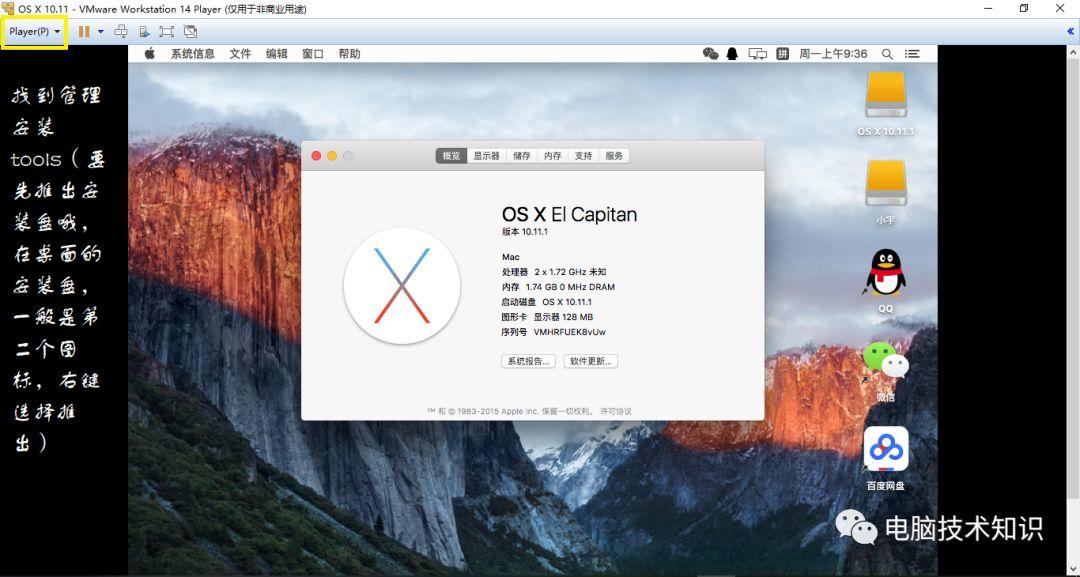 OS X 10.11 - VMware Workstation 14 Player (仅用于非商业用途)
Player(P)
系统信息 文件 编辑 窗口 帮助
拼 周一上午9:36
找到管理
安装
tools（要
先推出安
装盘哦，
在桌面的
安装盘，
一般是第
二个图
标，右键
选择推
出）
概览 显示器 储存 内存 支持 服务
OS X El Capitan
版本 10.11.1
Mac
处理器 2 x 1.72 GHz 未知
内存 1.74 GB 0 MHz DRAM
启动磁盘 OS X 10.11.1
图形卡 显示器 128 MB
序列号 VMHRFUEK8vUw
系统报告... 软件更新...
™ 和 © 1983-2015 Apple Inc. 保留一切权利。 许可协议
OS X 10.11.1
小宇
QQ
微信
百度网盘
电脑技术知识